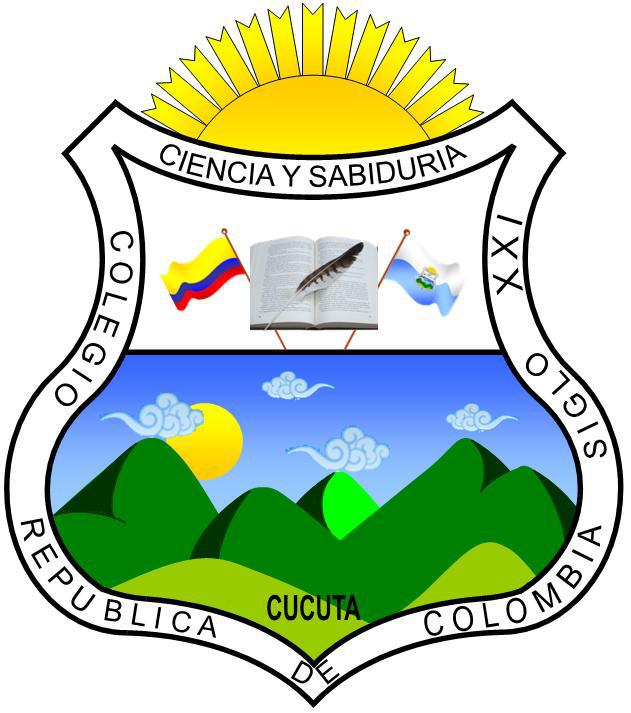 CIENCIA Y SABIDURIA
COLEGIO
REPUBLICA DE COLOMBIA
SIGLO XXI
CUCUTA